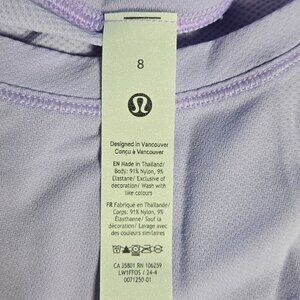 8
Designed in Vancouver
Conçu à Vancouver
EN Made in Thailand/
Body: 91% Nylon, 9%
Elastane/ Exclusive of
decoration/ Wash with
like colours
FR Fabriqué en Thaïlande/
Corps: 91% Nylon, 9%
Élasthanne/ Sauf la
décoration/ Lavage avec
des couleurs similaires
CA 35801 RN 106259
LW1FFOS / 24-4
0071250-01